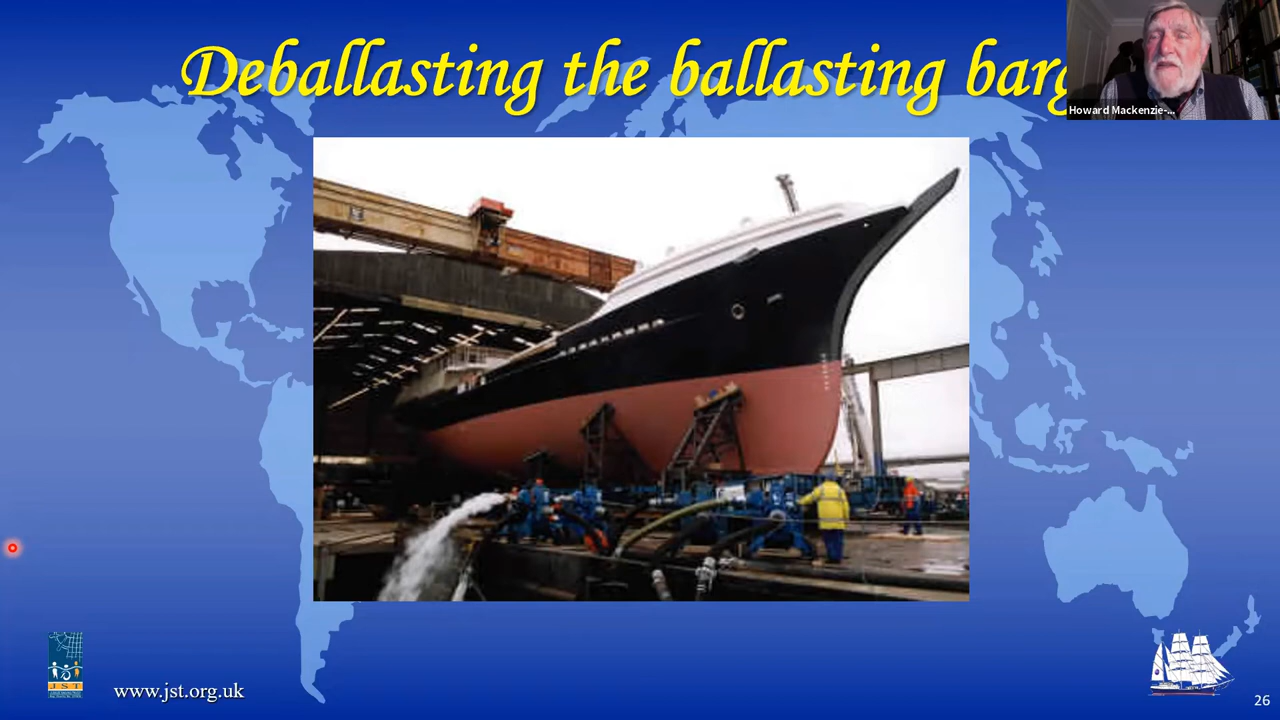 Deballasting the ballasting barg
Howard Mackenzie-...
J S T
www.jst.org.uk
26